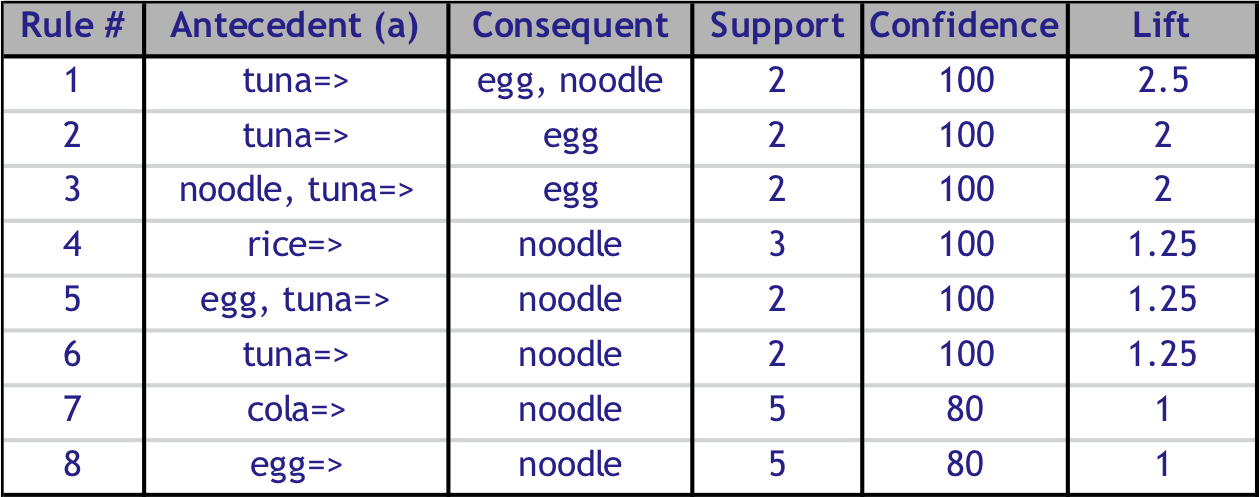 Rule # Antecedent (a) Consequent Support Confidence Lift
1 tuna=> egg, noodle 2 100 2.5
2 tuna=> egg 2 100 2
3 noodle, tuna=> egg 2 100 2
4 rice=> noodle 3 100 1.25
5 egg, tuna=> noodle 2 100 1.25
6 tuna=> noodle 2 100 1.25
7 cola=> noodle 5 80 1
8 egg=> noodle 5 80 1